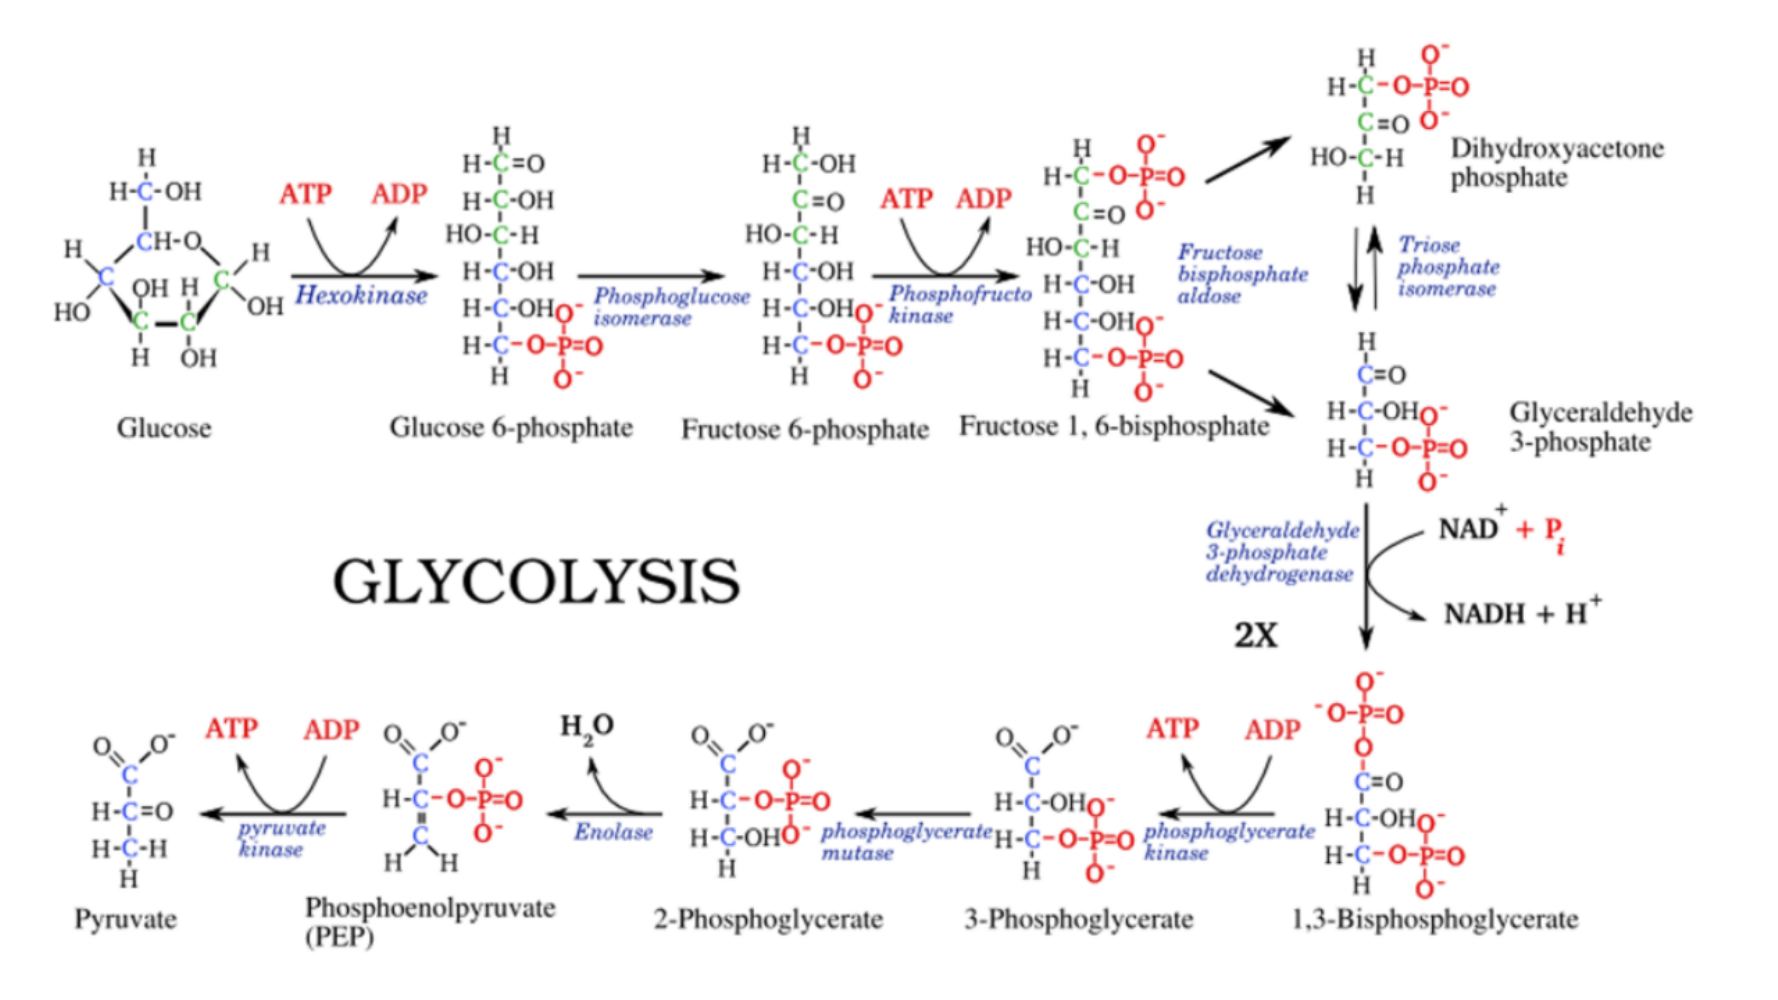 ATP ADP
Hexokinase
Glucose
Phosphoglucose
isomerase
Glucose 6-phosphate
ATP ADP
Phosphofructo
kinase
Fructose 6-phosphate
Fructose 1, 6-bisphosphate
Fructose
bisphosphate
aldose
Dihydroxyacetone
phosphate
Triose
phosphate
isomerase
Glyceraldehyde
3-phosphate
GLYCOLYSIS
Glyceraldehyde
3-phosphate
dehydrogenase
NAD+ + Pi
NADH + H+
2X
1,3-Bisphosphoglycerate
ATP ADP
phosphoglycerate
kinase
3-Phosphoglycerate
phosphoglycerate
mutase
2-Phosphoglycerate
H2O
Enolase
Phosphoenolpyruvate
(PEP)
ATP ADP
pyruvate
kinase
Pyruvate